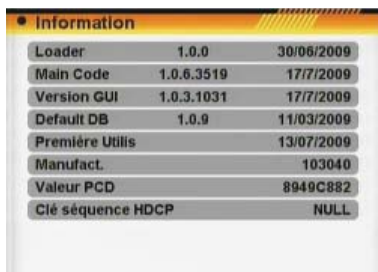 Information
Loader 1.0.0 30/06/2009
Main Code 1.0.6.3519 17/7/2009
Version GUI 1.0.3.1031 17/7/2009
Default DB 1.0.9 11/03/2009
Première Utilis 13/07/2009
Manufact. 103040
Valeur PCD 8949C882
Clé séquence HDCP NULL